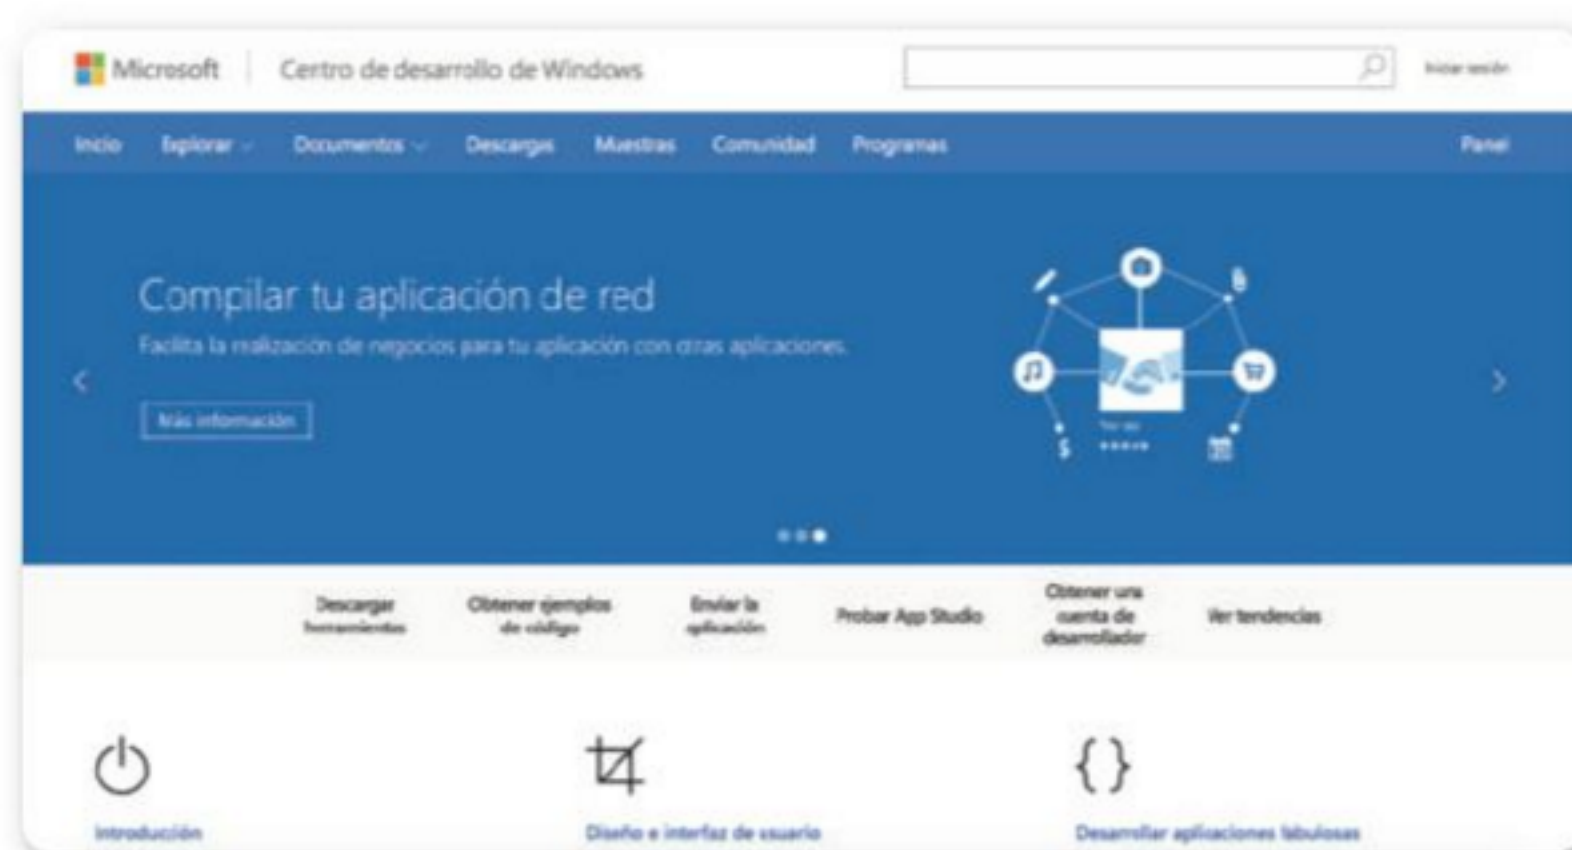 Microsoft Centro de desarrollo de Windows Iniciar sesión
Inicio Explorar Documentos Descargas Muestras Comunidad Programas Panel
Compilar tu aplicación de red
Facilita la realización de negocios para tu aplicación con otras aplicaciones.
Más información
$
Descargar
herramientas
Obtener ejemplos
de código
Enviar la
aplicación
Probar App Studio
Obtener una
cuenta de
desarrollador
Ver tendencias
{}
Introducción
Diseño e interfaz de usuario
Desarrollar aplicaciones fabulosas